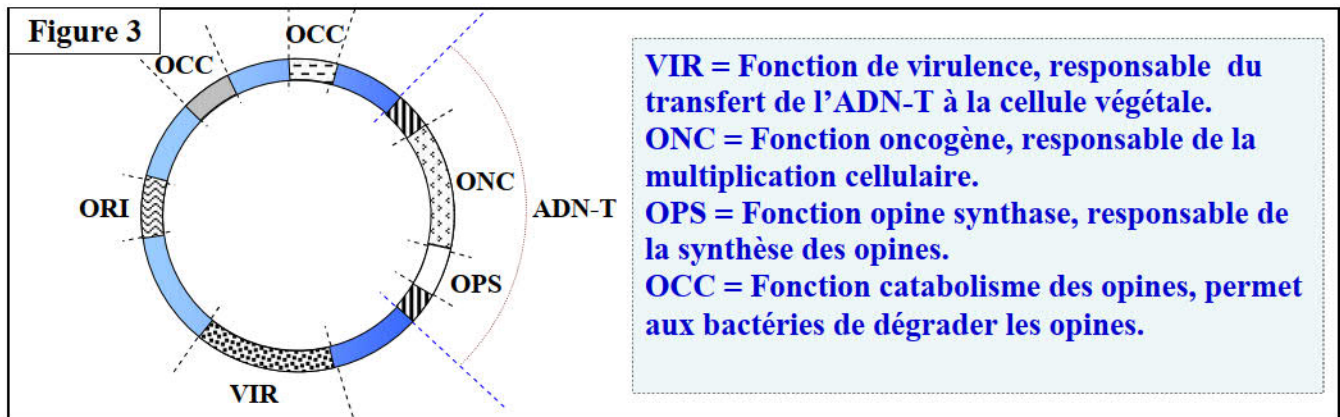 Figure 3
OCC
OCC
ORI
ONC
ADN-T
OPS
VIR
VIR = Fonction de virulence, responsable du
transfert de l'ADN-T à la cellule végétale.
ONC = Fonction oncogène, responsable de la
multiplication cellulaire.
OPS = Fonction opine synthase, responsable de
la synthèse des opines.
OCC = Fonction catabolisme des opines, permet
aux bactéries de dégrader les opines.